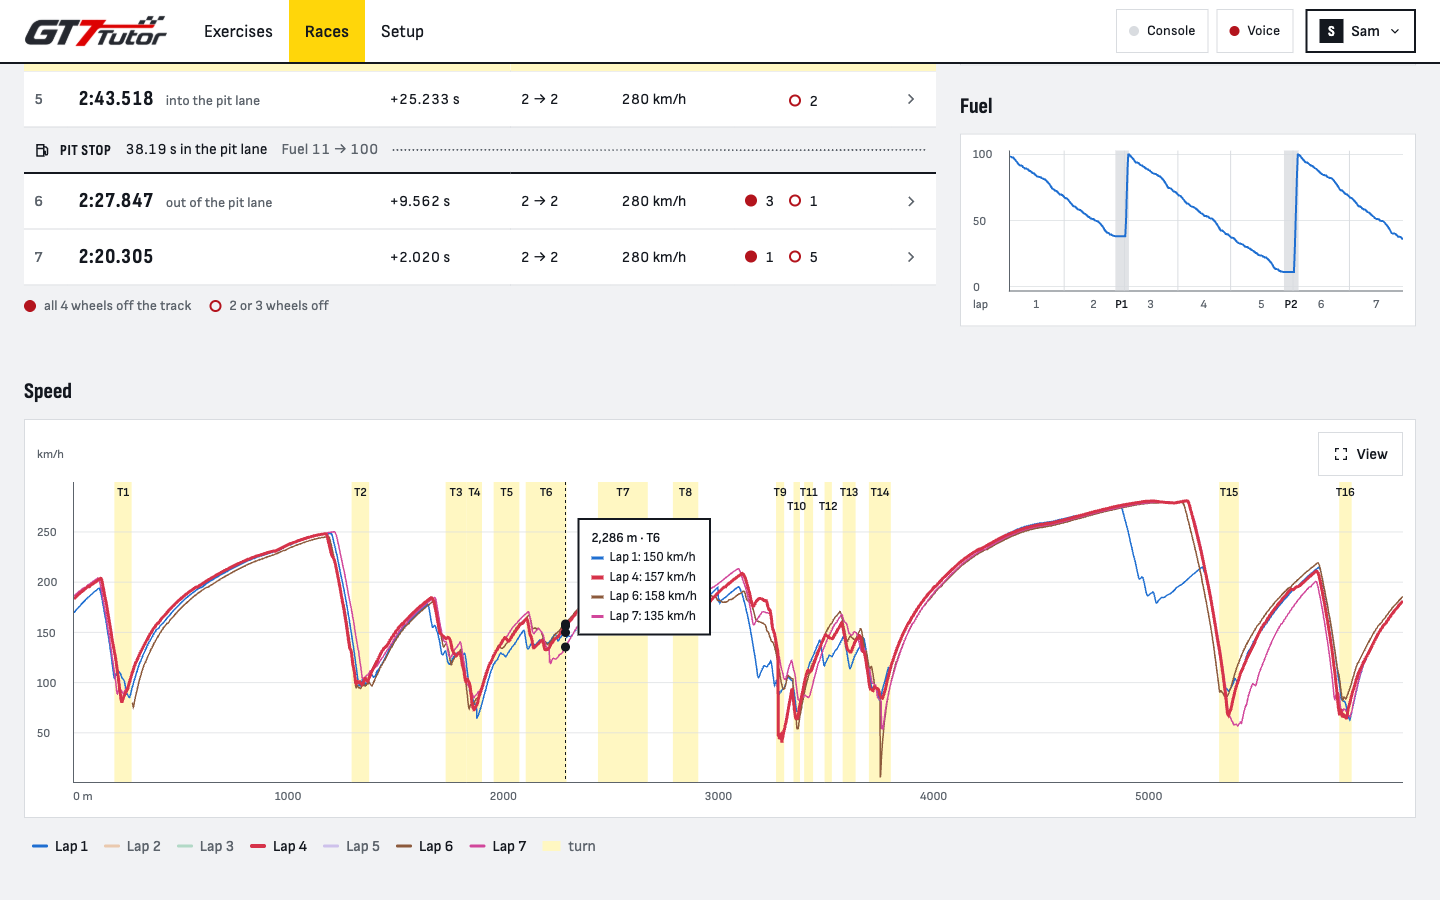 GT7 Tutor
Exercises
Races
Setup
Console
Voice
S
Sam
5 2:43.518 into the pit lane +25.233 s 2 → 2 280 km/h 2
PIT STOP 38.19 s in the pit lane Fuel 11 → 100
6 2:27.847 out of the pit lane +9.562 s 2 → 2 280 km/h 3 1
7 2:20.305 +2.020 s 2 → 2 280 km/h 1 5
all 4 wheels off the track 2 or 3 wheels off
Fuel
100
50
0
lap 1 2 P1 3 4 5 P2 6 7
Speed
km/h
View
T1 T2 T3 T4 T5 T6 T7 T8 T9 T11 T13 T14 T15 T16
T10 T12
250
200
150
100
50
2,286 m · T6
Lap 1: 150 km/h
Lap 4: 157 km/h
Lap 6: 158 km/h
Lap 7: 135 km/h
0 m 1000 2000 3000 4000 5000
Lap 1 Lap 2 Lap 3 Lap 4 Lap 5 Lap 6 Lap 7 turn